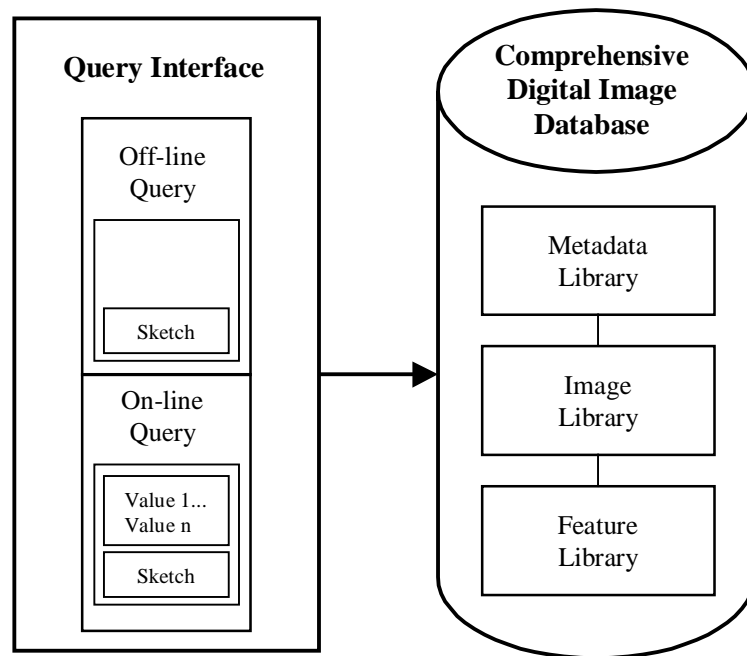 Query Interface
Off-line
Query
Sketch
On-line
Query
Value 1...
Value n
Sketch
Comprehensive
Digital Image
Database
Metadata
Library
Image
Library
Feature
Library